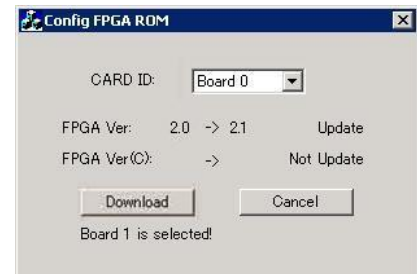 Config FPGA ROM
CARD ID: Board 0
FPGA Ver: 2.0 -> 2.1 Update
FPGA Ver(C): -> Not Update
Download Cancel
Board 1 is selected!